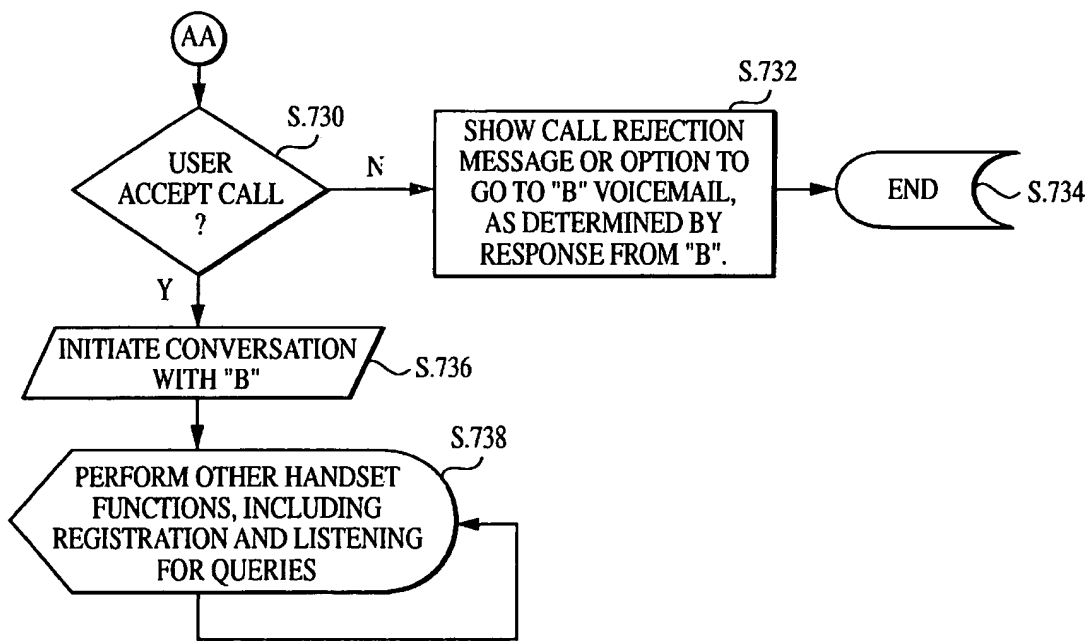 AA
S.730
USER
ACCEPT CALL
?
N
S.732
SHOW CALL REJECTION
MESSAGE OR OPTION TO
GO TO "B" VOICEMAIL,
AS DETERMINED BY
RESPONSE FROM "B".
END
S.734
Y
INITIATE CONVERSATION
WITH "B"
S.736
S.738
PERFORM OTHER HANDSET
FUNCTIONS, INCLUDING
REGISTRATION AND LISTENING
FOR QUERIES